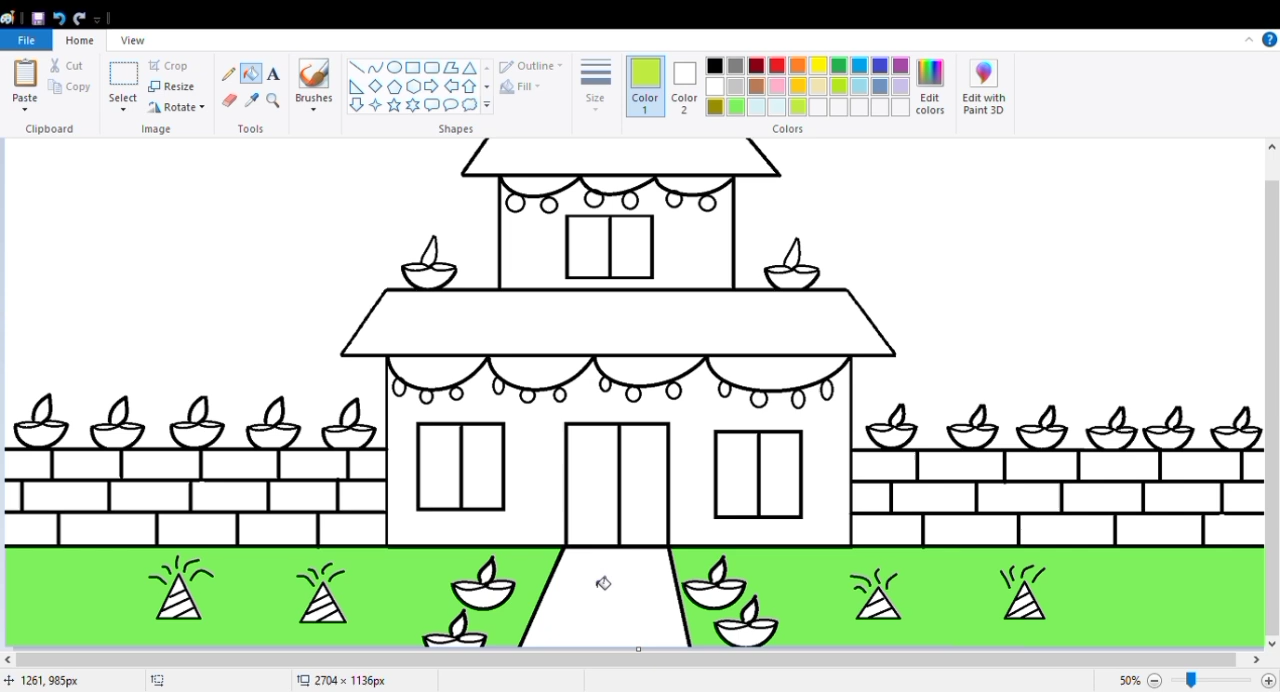 File Home View
Paste Cut Copy
Clipboard
Select Crop Resize Rotate
Image
A
Tools
Brushes
Outline Fill
Shapes
Size
Color 1
Color 2
Edit colors
Colors
Edit with Paint 3D
1261, 985px
2704 × 1136px
50%